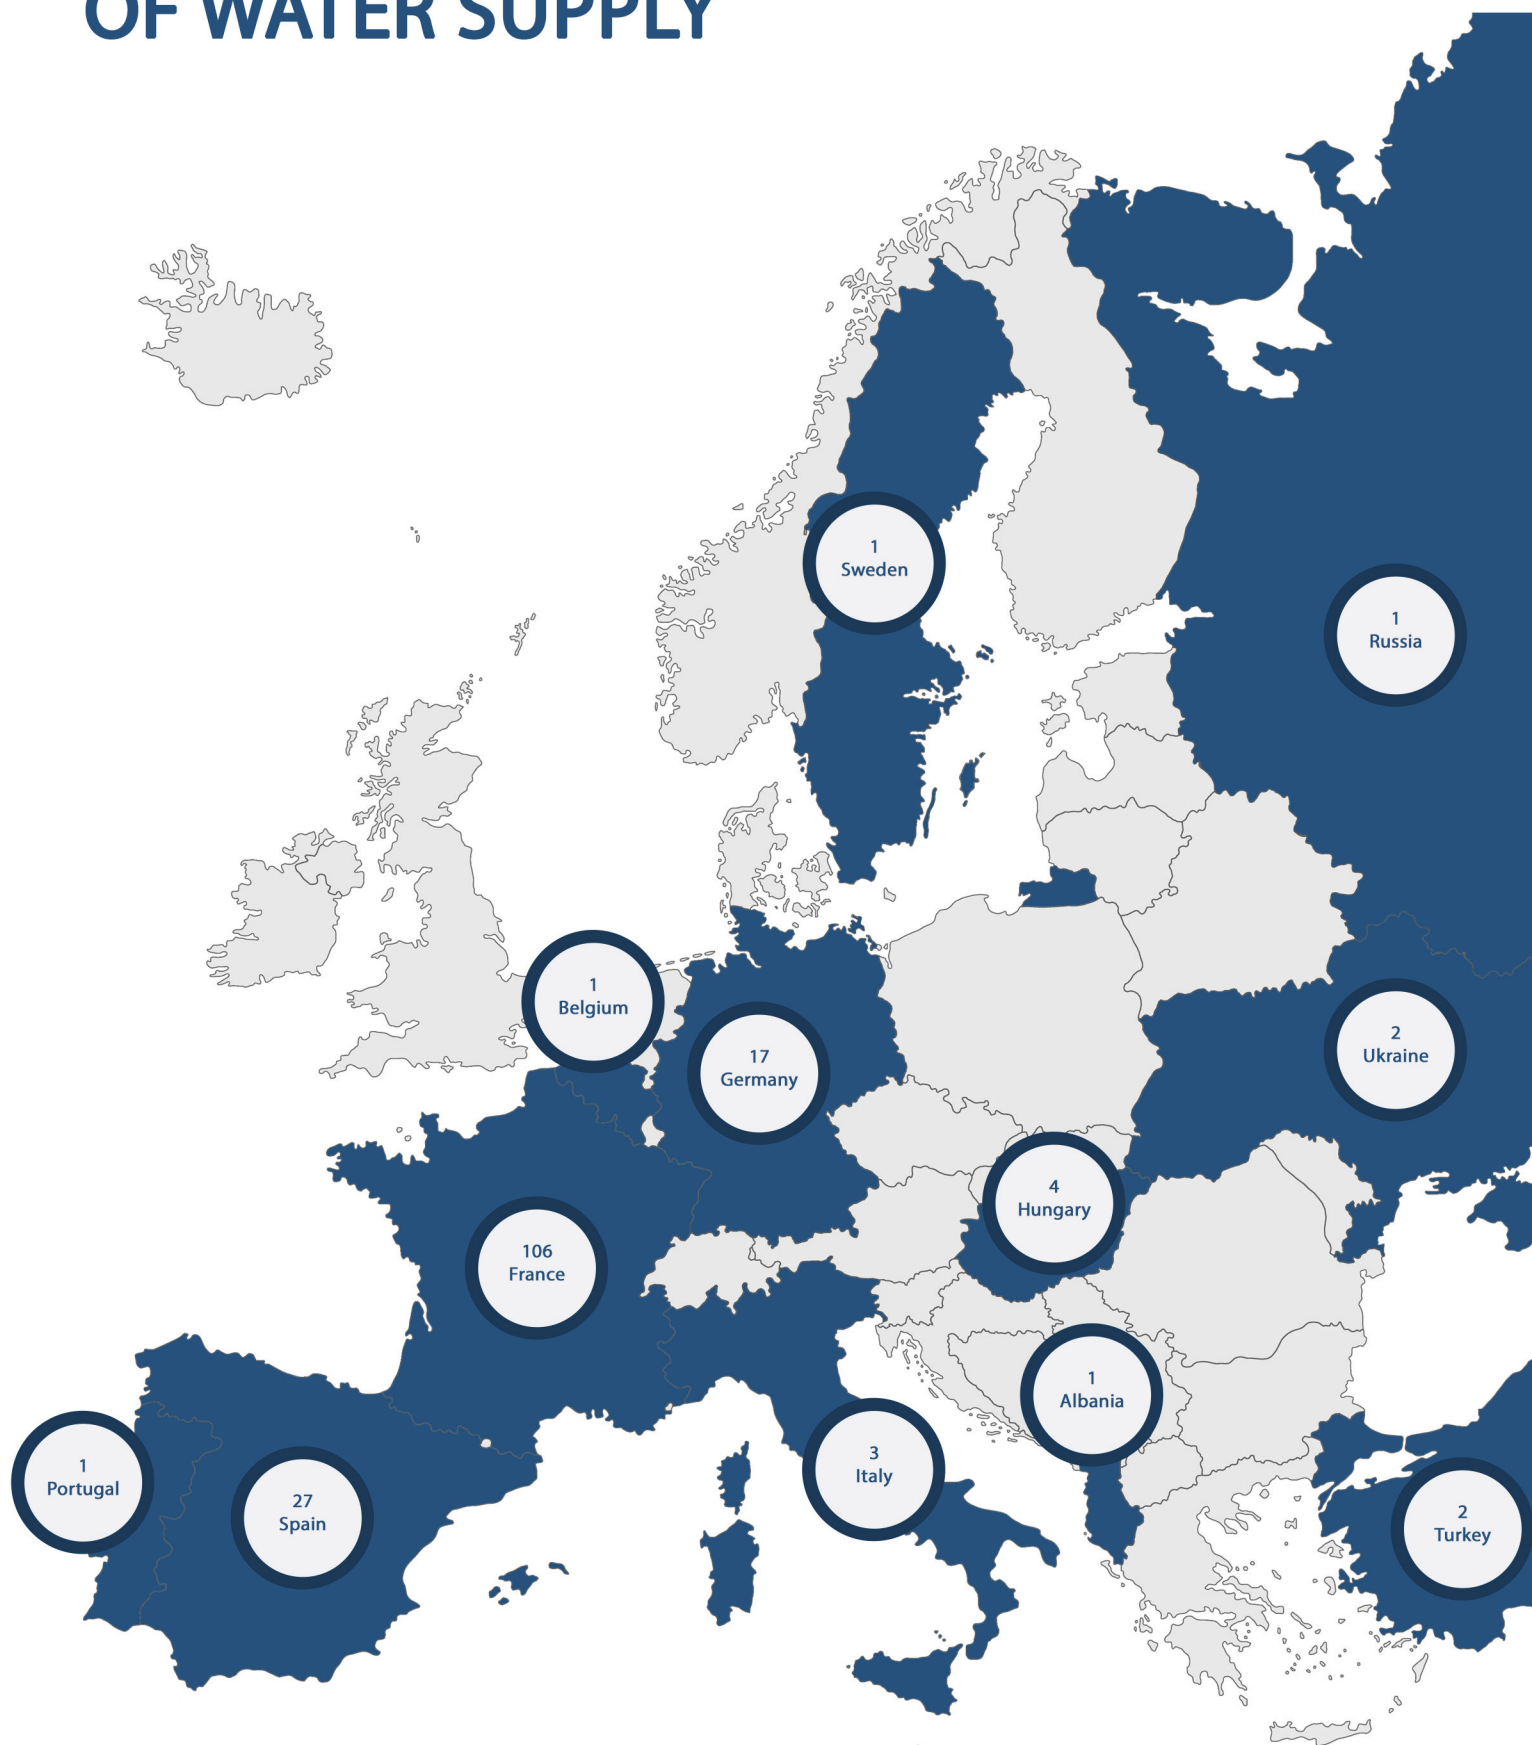 OF WATER SUPPLY
1
Sweden
1
Russia
1
Belgium
17
Germany
2
Ukraine
4
Hungary
106
France
1
Albania
1
Portugal
27
Spain
3
Italy
2
Turkey